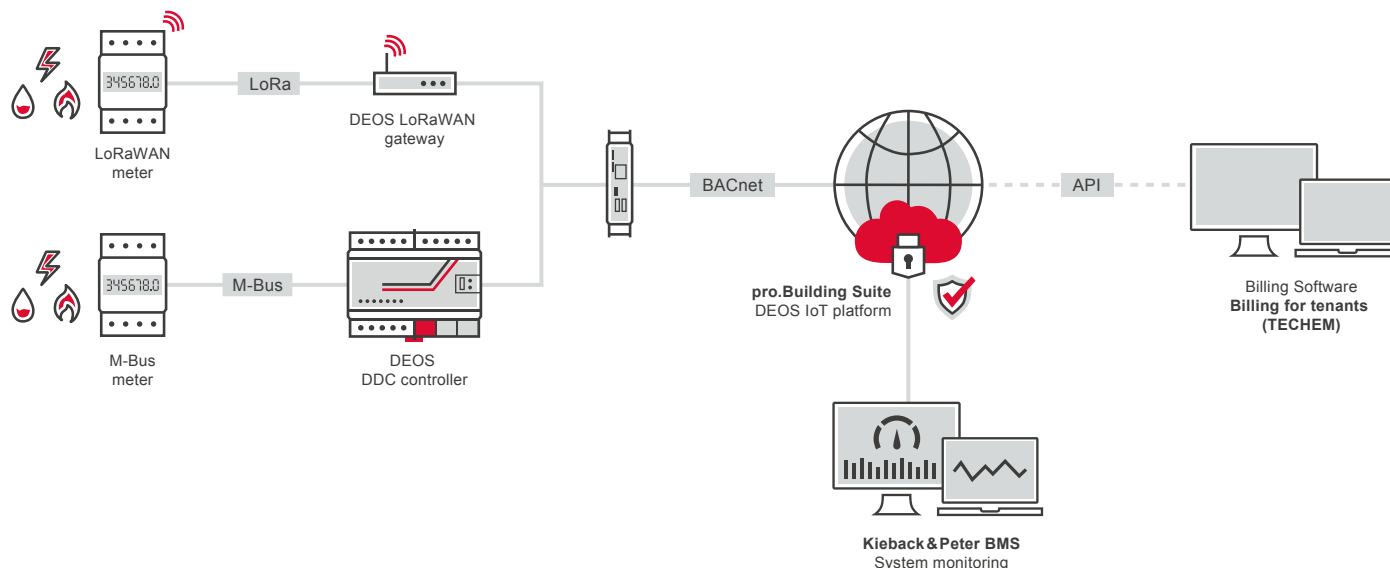 345678.0
LoRa
LoRaWAN
meter
DEOS LoRaWAN
gateway
345678.0
M-Bus
M-Bus
meter
DEOS
DDC controller
BACnet
pro.Building Suite
DEOS IoT platform
API
Billing Software
Billing for tenants
(TECHEM)
Kieback&Peter BMS
System monitoring